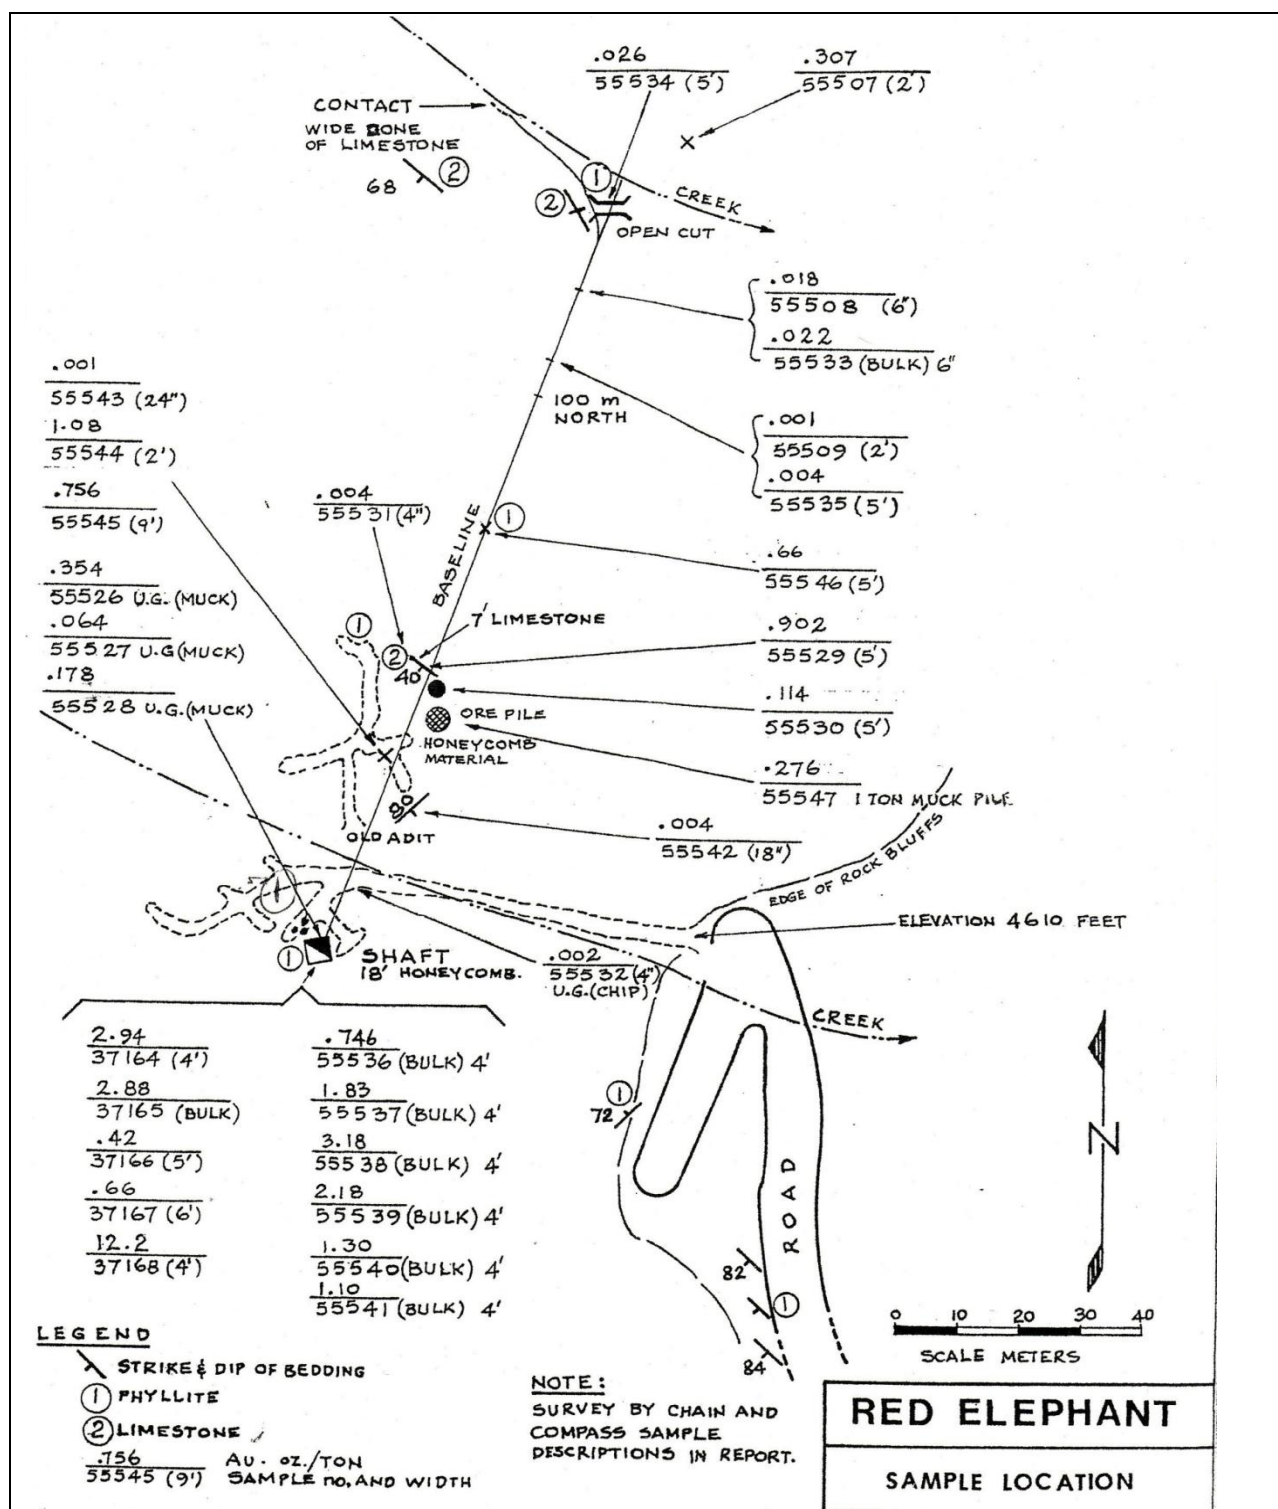 .026
55534 (5')
.307
55507 (2')
CONTACT
WIDE ZONE
OF LIMESTONE
68
2
1
2
CREEK
OPEN CUT
.018
55508 (6")
.022
55533 (BULK) 6"
100 m
NORTH
.001
55509 (2')
.004
55535 (5')
.001
55543 (24")
1.08
55544 (2')
.756
55545 (9')
.004
55531 (4")
BASELINE
1
.66
55546 (5')
.354
55526 U.G. (MUCK)
.064
55527 U.G (MUCK)
.178
55528 U.G. (MUCK)
1
7' LIMESTONE
2
40
.902
55529 (5')
.114
55530 (5')
ORE PILE
HONEYCOMB
MATERIAL
.276
55547 1 TON MUCK PILE
80
OLD ADIT
.004
55542 (18")
EDGE OF ROCK BLUFFS
1
ELEVATION 4610 FEET
1
SHAFT
18' HONEYCOMB.
.002
55532 (4")
U.G. (CHIP)
CREEK
2.94
37164 (4')
2.88
37165 (BULK)
.42
37166 (5')
.66
37167 (6')
12.2
37168 (4')
.746
55536 (BULK) 4'
1.83
55537 (BULK) 4'
3.18
55538 (BULK) 4'
2.18
55539 (BULK) 4'
1.30
55540 (BULK) 4'
1.10
55541 (BULK) 4'
1
72
ROAD
N
82
1
84
0 10 20 30 40
SCALE METERS
LEGEND
STRIKE & DIP OF BEDDING
1 PHYLLITE
2 LIMESTONE
.756
55545 (9')
AU. OZ./TON
SAMPLE no. AND WIDTH
NOTE:
SURVEY BY CHAIN AND
COMPASS SAMPLE
DESCRIPTIONS IN REPORT.
RED ELEPHANT
SAMPLE LOCATION